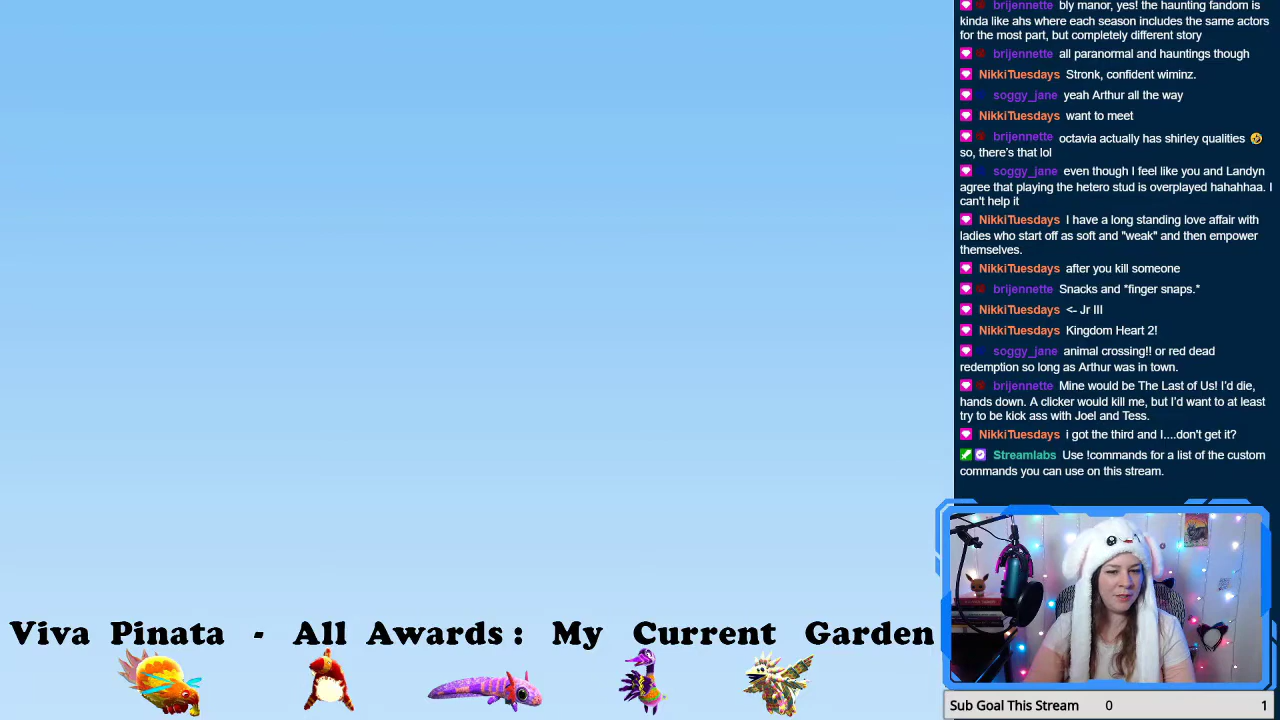 brijennette bly manor, yes! the haunting fandom is
kinda like ahs where each season includes the same actors
for the most part, but completely different story
brijennette all paranormal and hauntings though
NikkiTuesdays Stronk, confident wiminz.
soggy_jane yeah Arthur all the way
NikkiTuesdays want to meet
brijennette octavia actually has shirley qualities 🤣
so, there's that lol
soggy_jane even though I feel like you and Landyn
agree that playing the hetero stud is overplayed hahahhaa. I
can't help it
NikkiTuesdays I have a long standing love affair with
ladies who start off as soft and "weak" and then empower
themselves.
NikkiTuesdays after you kill someone
brijennette Snacks and *finger snaps.*
NikkiTuesdays <- Jr III
NikkiTuesdays Kingdom Heart 2!
soggy_jane animal crossing!! or red dead
redemption so long as Arthur was in town.
brijennette Mine would be The Last of Us! I'd die,
hands down. A clicker would kill me, but I'd want to at least
try to be kick ass with Joel and Tess.
NikkiTuesdays i got the third and I....don't get it?
Streamlabs Use !commands for a list of the custom
commands you can use on this stream.
Viva Pinata - All Awards: My Current Garden
Sub Goal This Stream 0 1